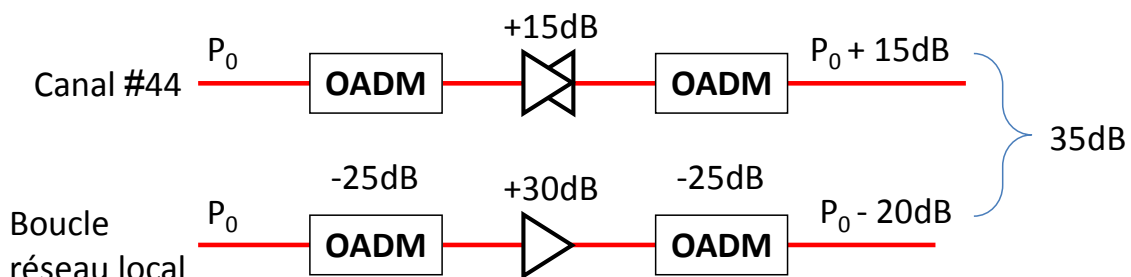 +15dB
P0
P0 + 15dB
Canal #44
OADM
OADM
35dB
-25dB
+30dB
-25dB
P0
P0 - 20dB
Boucle
OADM
OADM
réseau local